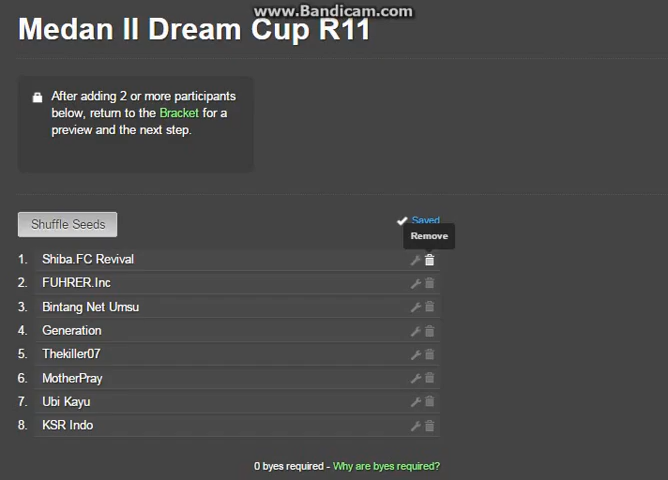 www.Bandicam.com
Medan II Dream Cup R11
After adding 2 or more participants
below, return to the Bracket for a
preview and the next step.
Shuffle Seeds
Saved
Remove
1. Shiba.FC Revival
2. FUHRER.Inc
3. Bintang Net Umsu
4. Generation
5. Thekiller07
6. MotherPray
7. Ubi Kayu
8. KSR Indo
0 byes required - Why are byes required?